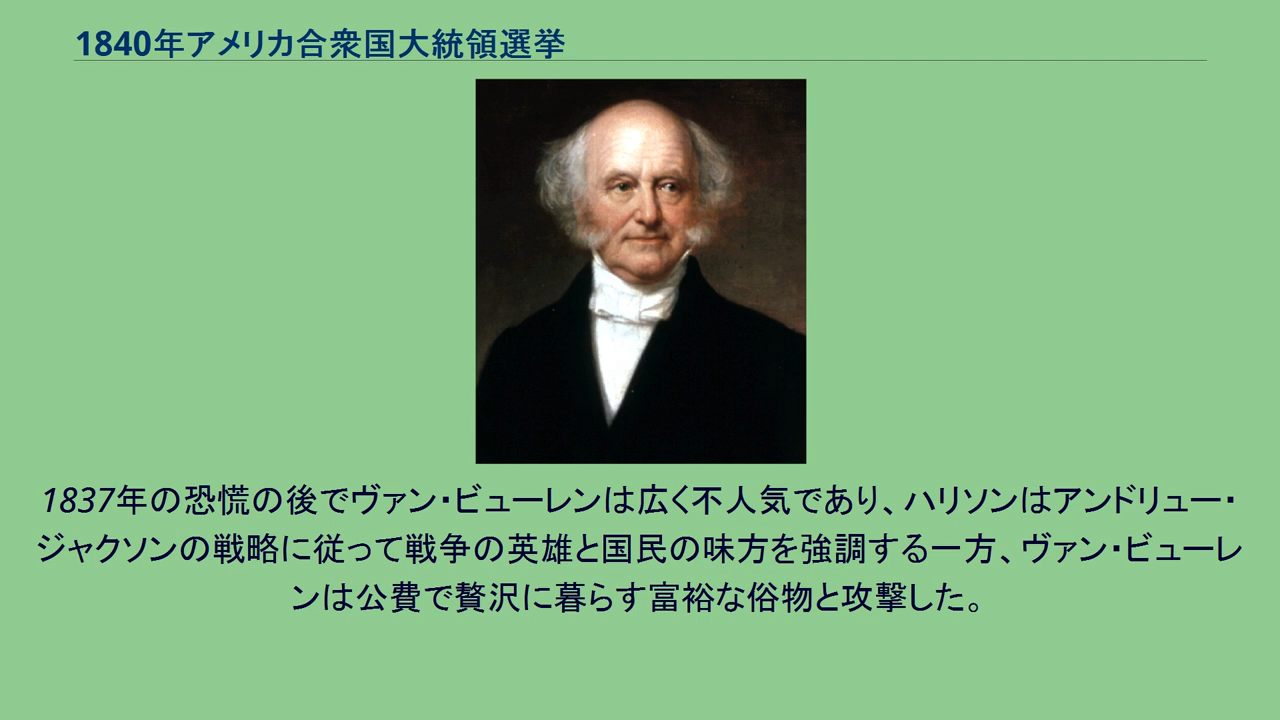 1840年アメリカ合衆国大統領選挙
1837年の恐慌の後でヴァン・ビューレンは広く不人気であり、ハリソンはアンドリュー・
ジャクソンの戦略に従って戦争の英雄と国民の味方を強調する一方、ヴァン・ビューレ
ンは公費で贅沢に暮らす富裕な俗物と攻撃した。